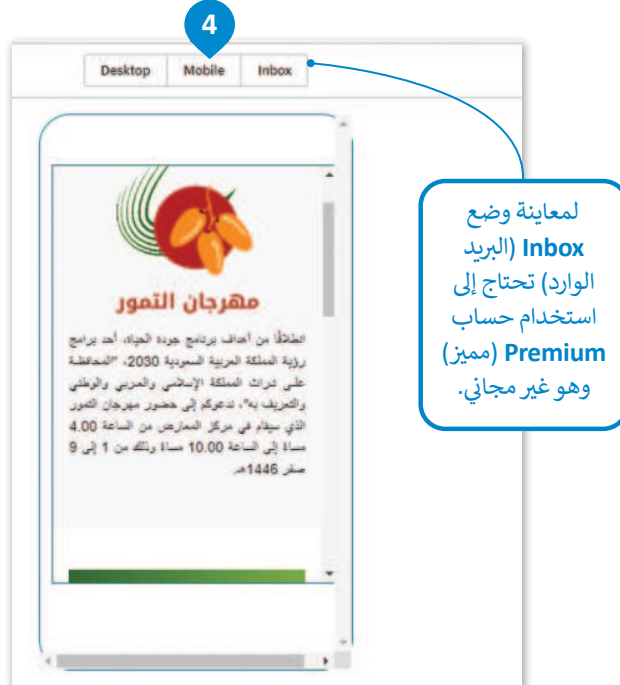 4
Desktop Mobile Inbox
مهرجان التمور
انطلاقًا من أهداف برنامج جودة الحياة، أحد برامج
رؤية المملكة العربية السعودية 2030، "المحافظة
على تراث المملكة الإسلامي والعربي والوطني
والتعريف به"، ندعوكم إلى حضور مهرجان التمور
الذي سيقام في مركز المعارض من الساعة 4.00
مساءً إلى الساعة 10.00 مساءً وذلك من 1 إلى 9
صفر 1446هـ.
لمعاينة وضع
Inbox (البريد
الوارد) تحتاج إلى
استخدام حساب
Premium (مميز)
وهو غير مجاني.